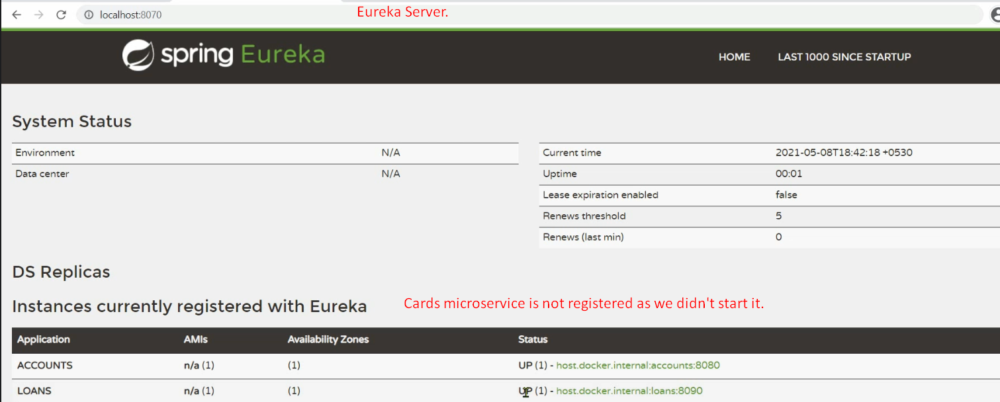 localhost:8070
Eureka Server.
spring Eureka
HOME LAST 1000 SINCE STARTUP
System Status
Environment N/A
Data center N/A
Current time 2021-05-08T18:42:18 +0530
Uptime 00:01
Lease expiration enabled false
Renews threshold 5
Renews (last min) 0
DS Replicas
Instances currently registered with Eureka
Cards microservice is not registered as we didn't start it.
Application AMIs Availability Zones Status
ACCOUNTS n/a (1) (1) UP (1) - host.docker.internal:accounts:8080
LOANS n/a (1) (1) UP (1) - host.docker.internal:loans:8090